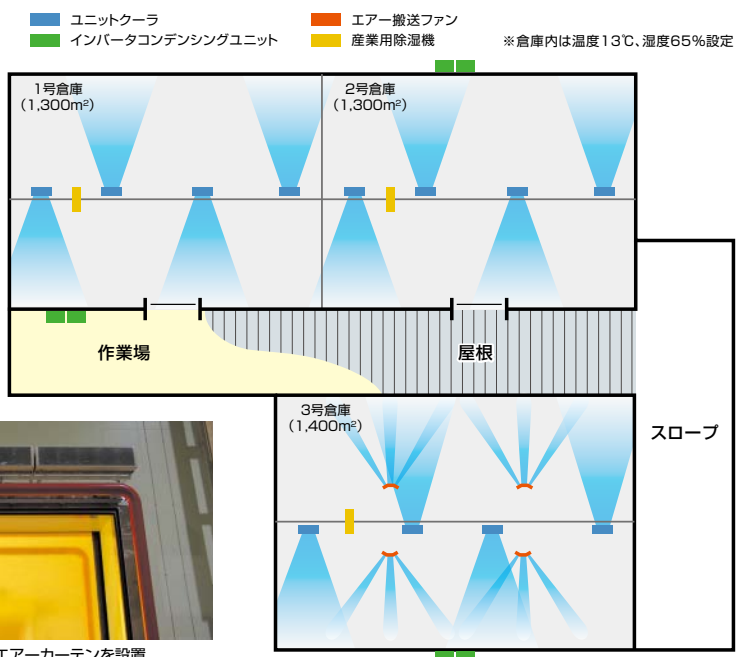 ユニットクーラ
エアー搬送ファン
インバータコンデンシングユニット
産業用除湿機
※倉庫内は温度13℃、湿度65%設定
1号倉庫
（1,300m²）
2号倉庫
（1,300m²）
作業場
屋根
3号倉庫
（1,400m²）
スロープ
エアーカーテンを設置